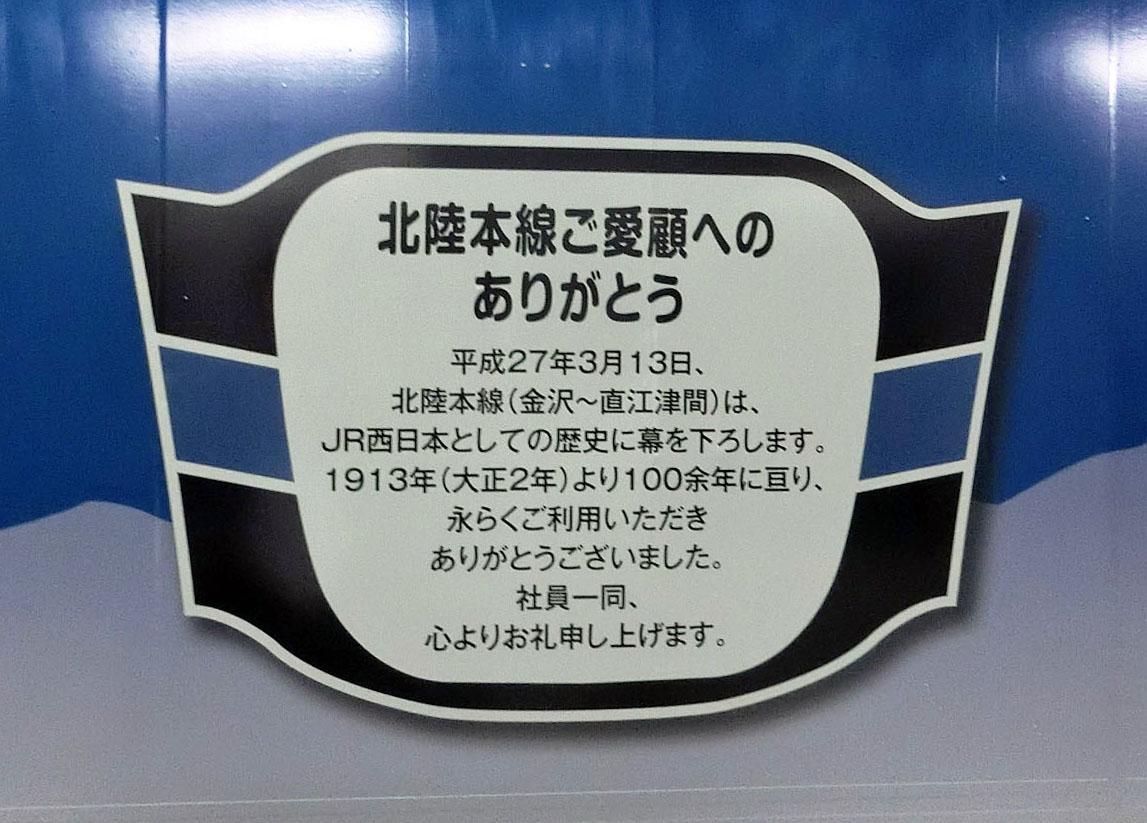 北陸本線ご愛顧への
ありがとう
平成27年3月13日、
北陸本線(金沢～直江津間)は、
JR西日本としての歴史に幕を下ろします。
1913年(大正2年)より100余年に亘り、
永らくご利用いただき
ありがとうございました。
社員一同、
心よりお礼申し上げます。